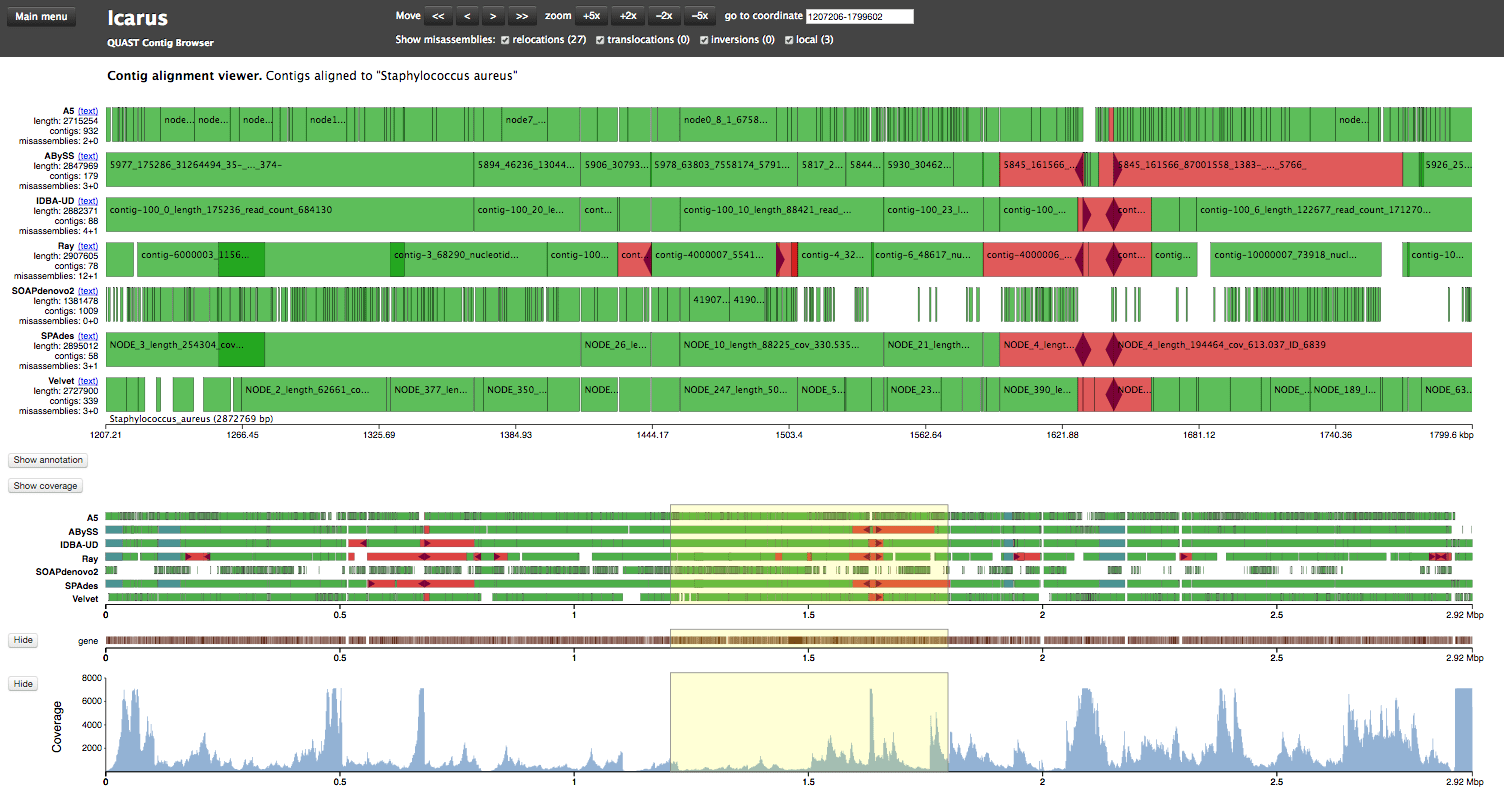 Main menu
Icarus
QUAST Contig Browser
Move << < > >> zoom +5x +2x −2x −5x go to coordinate 1207206-1799602
Show misassemblies: relocations (27) translocations (0) inversions (0) local (3)
Contig alignment viewer. Contigs aligned to "Staphylococcus aureus"
A5 (text)
length: 2715254
contigs: 932
misassemblies: 2+0
node... node... node... node1... node7_... node0_8_1_6758... node...
ABySS (text)
length: 2847969
contigs: 179
misassemblies: 3+0
5977_175286_31264494_35-_..._374- 5894_46236_13044... 5906_30793... 5978_63803_7558174_5791... 5817_2... 5844... 5930_30462... 5845_161566_... 5845_161566_87001558_1383-_..._5766_ 5926_25...
IDBA-UD (text)
length: 2882371
contigs: 88
misassemblies: 4+1
contig-100_0_length_175236_read_count_684130 contig-100_20_le... cont... contig-100_10_length_88421_read_... contig-100_23_l... contig-100_... cont... contig-100_6_length_122677_read_count_171270...
Ray (text)
length: 2907605
contigs: 78
misassemblies: 12+1
contig-6000003_1156... contig-3_68290_nucleotid... contig-100... cont... contig-4000007_5541... contig-4_32... contig-6_48617_nu... contig-4000006_... cont... contig... contig-10000007_73918_nucl... contig-10...
SOAPdenovo2 (text)
length: 1381478
contigs: 1009
misassemblies: 0+0
41907... 4190...
SPAdes (text)
length: 2895012
contigs: 58
misassemblies: 3+1
NODE_3_length_254304_cov... NODE_26_le... NODE_10_length_88225_cov_330.535... NODE_21_length... NODE_4_lengt... NODE_4_length_194464_cov_613.037_ID_6839
Velvet (text)
length: 2727900
contigs: 339
misassemblies: 3+0
NODE_2_length_62661_co... NODE_377_len... NODE_350_... NODE... NODE_247_length_50... NODE_5... NODE_23... NODE_390_le... NODE... NODE_... NODE_189_l... NODE_63...
Staphylococcus_aureus (2872769 bp)
1207.21 1266.45 1325.69 1384.93 1444.17 1503.4 1562.64 1621.88 1681.12 1740.36 1799.6 kbp
Show annotation
Show coverage
A5
ABySS
IDBA-UD
Ray
SOAPdenovo2
SPAdes
Velvet
0 0.5 1 1.5 2 2.5 2.92 Mbp
Hide gene
0 0.5 1 1.5 2 2.5 2.92 Mbp
Hide
Coverage
8000
6000
4000
2000
0 0.5 1 1.5 2 2.5 2.92 Mbp